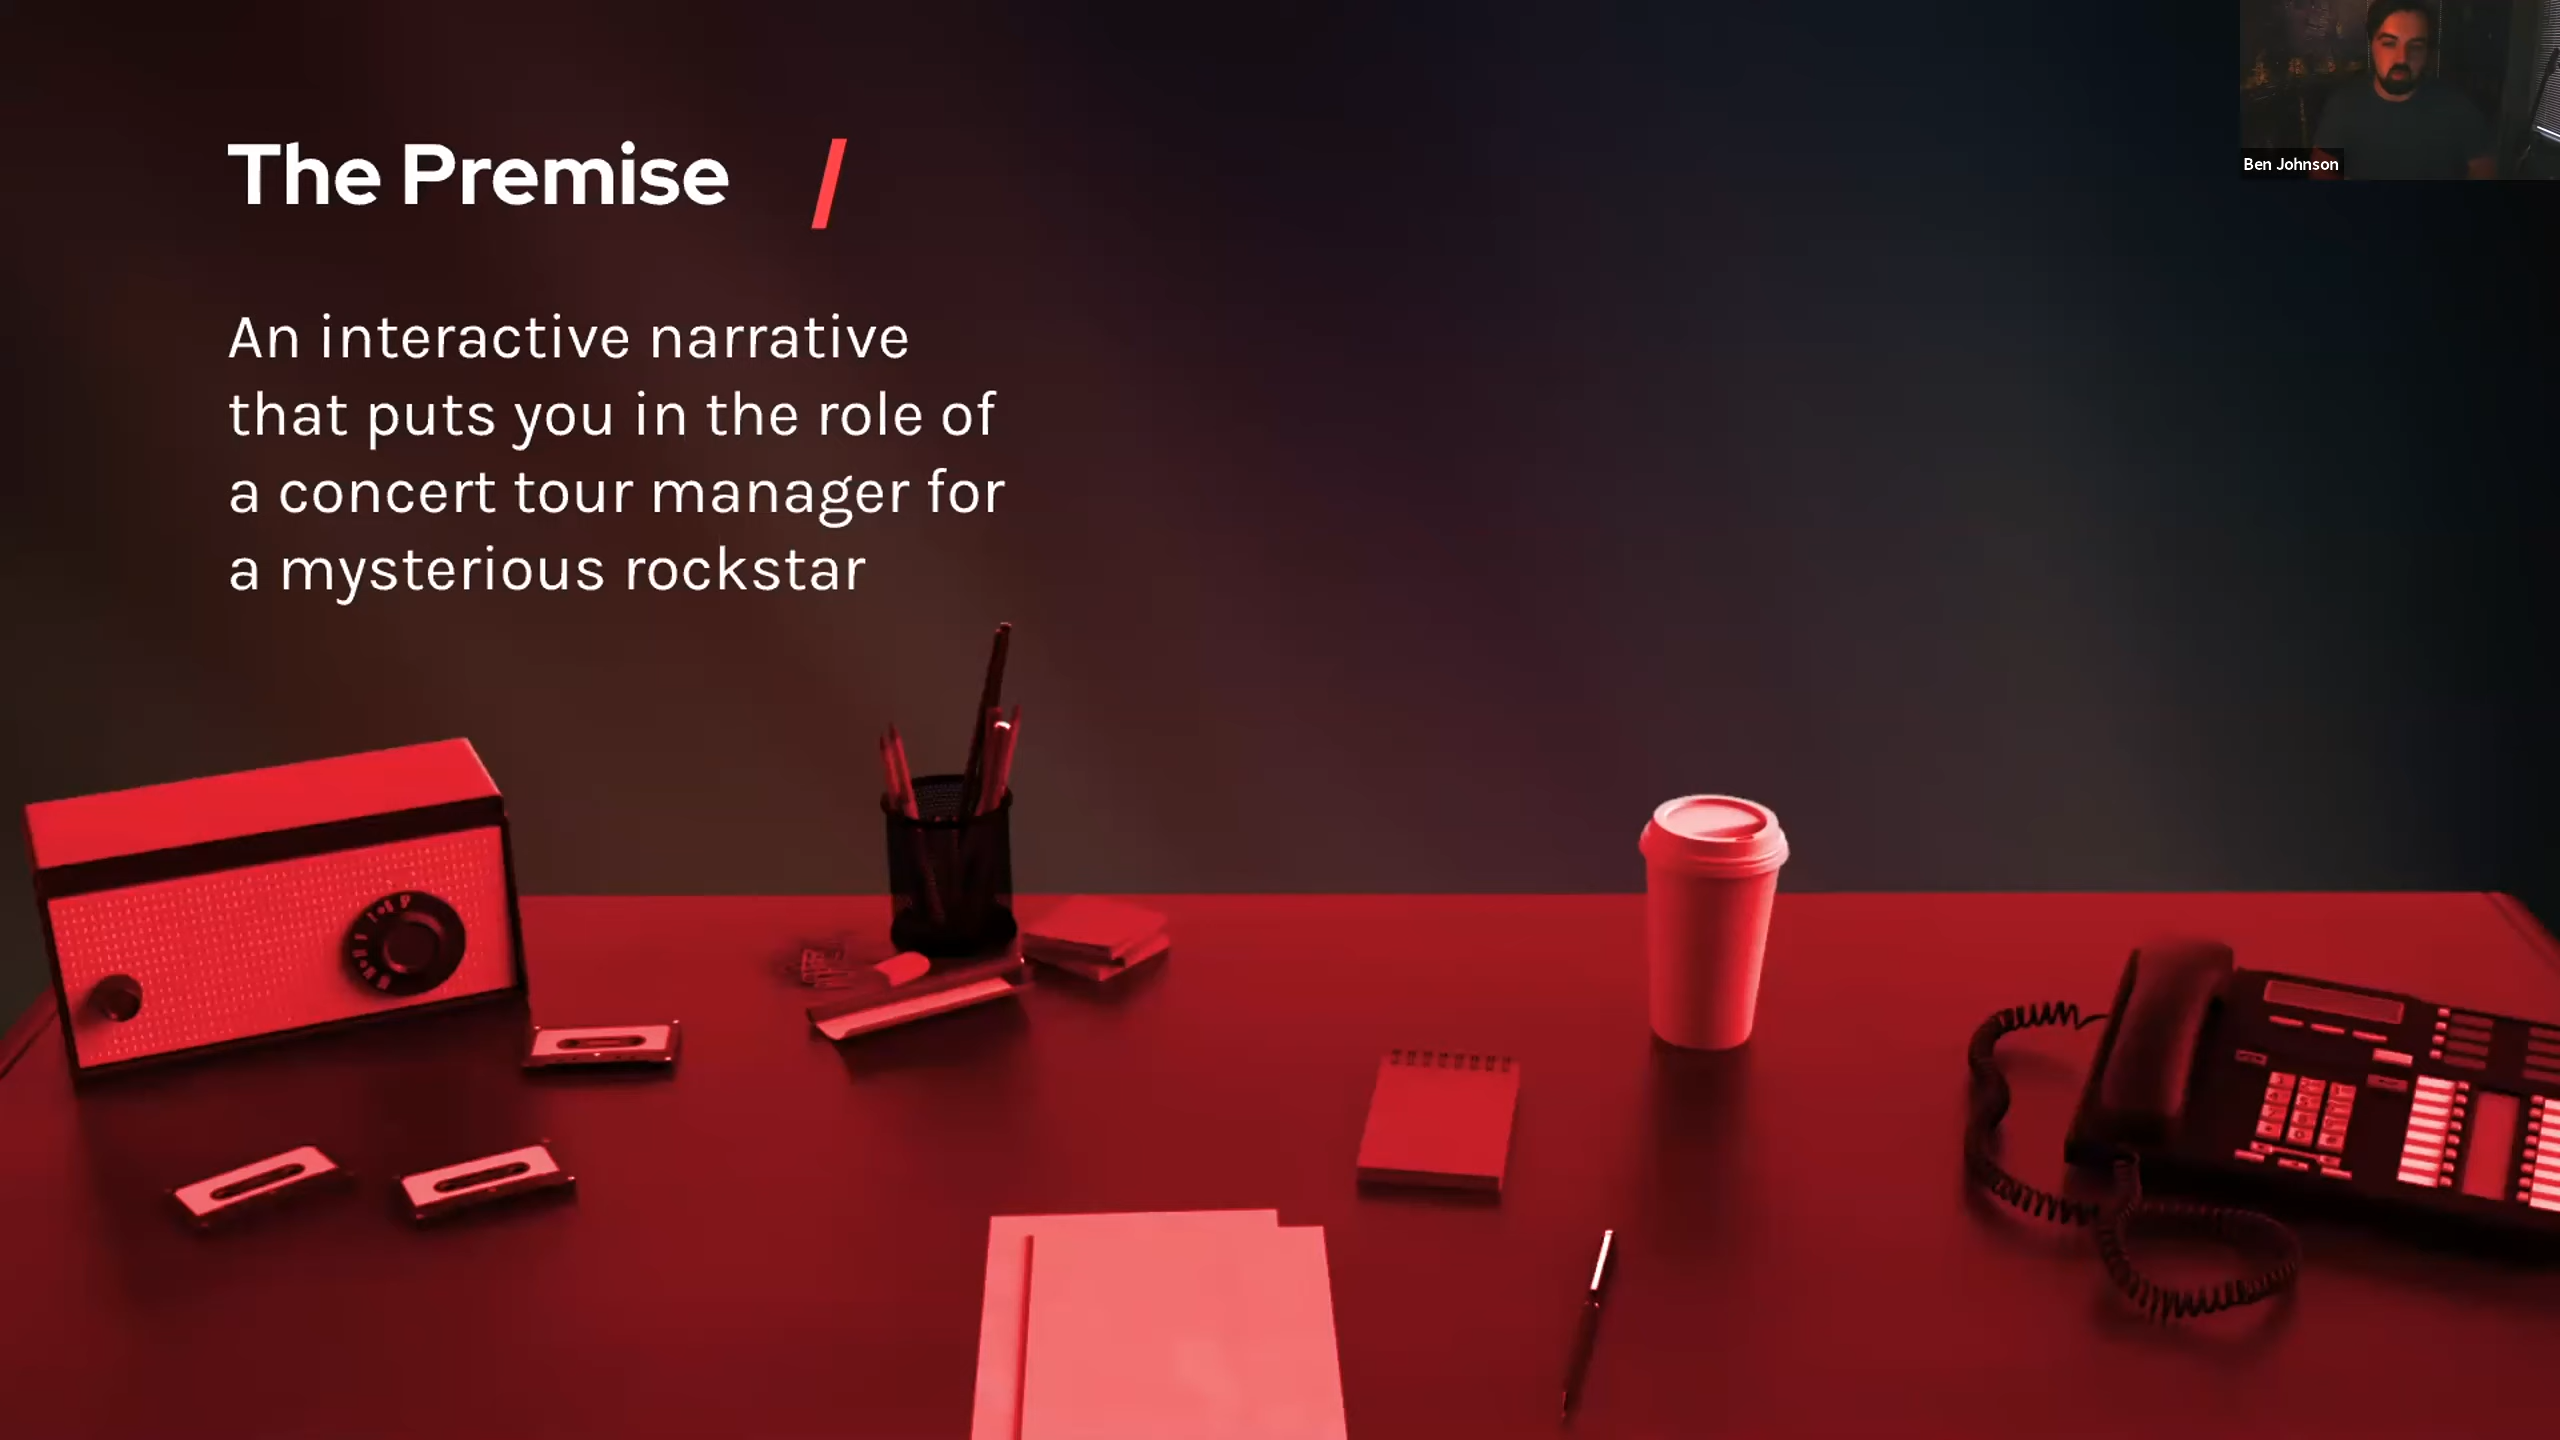 The Premise /
An interactive narrative
that puts you in the role of
a concert tour manager for
a mysterious rockstar
Ben Johnson